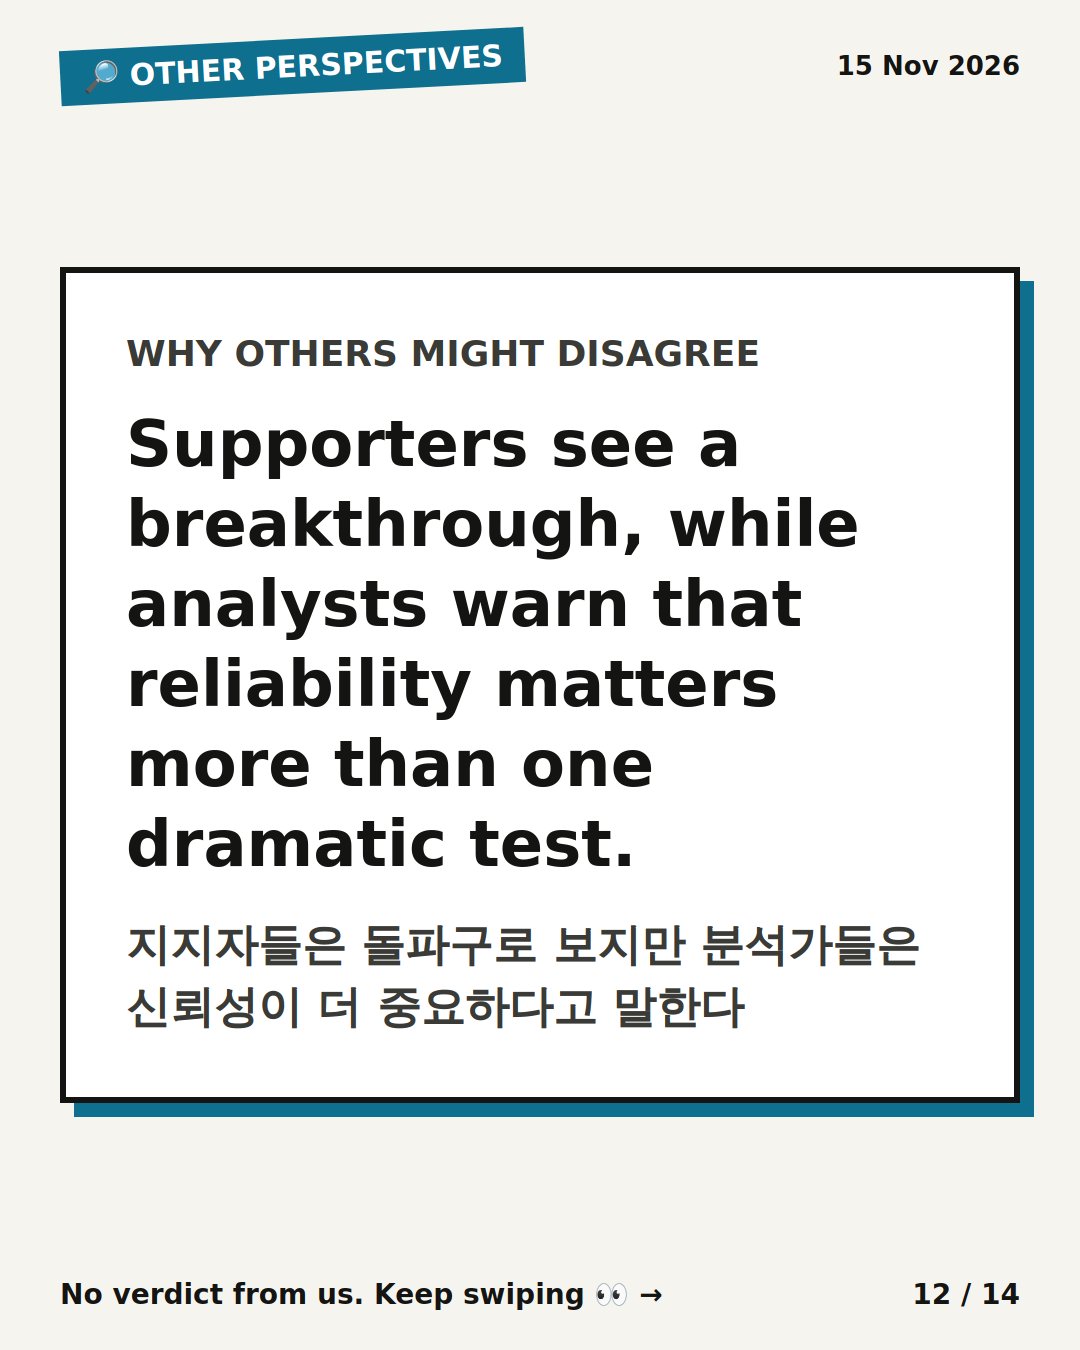 🔎 OTHER PERSPECTIVES
15 Nov 2026
WHY OTHERS MIGHT DISAGREE
Supporters see a
breakthrough, while
analysts warn that
reliability matters
more than one
dramatic test.
지지자들은 돌파구로 보지만 분석가들은
신뢰성이 더 중요하다고 말한다
No verdict from us. Keep swiping 👀 →
12 / 14